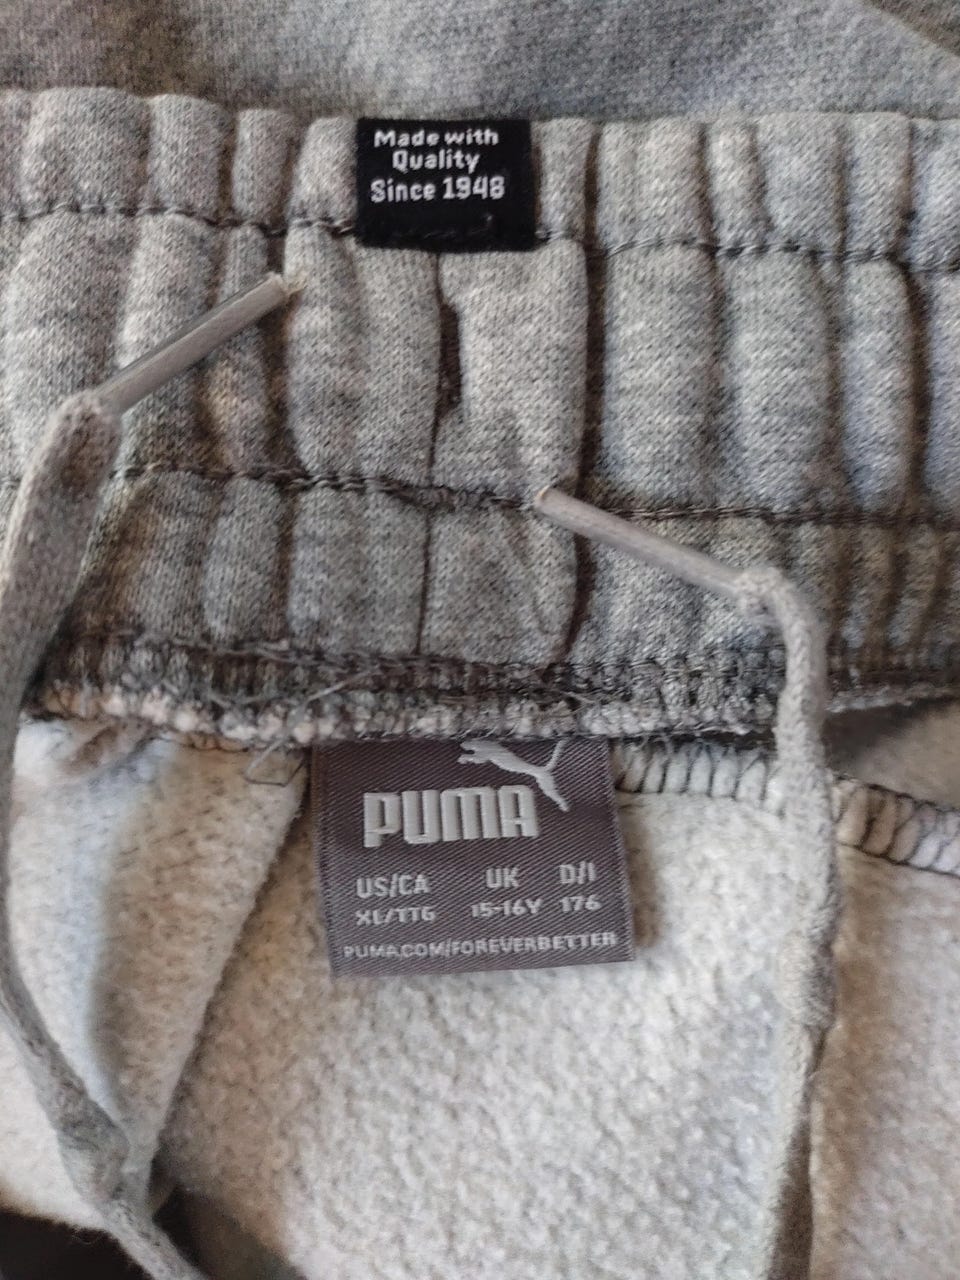 Made with
Quality
Since 1948
PUMA
US/CA UK D/I
XL/TTG 15-16Y 176
PUMA.COM/FOREVERBETTER